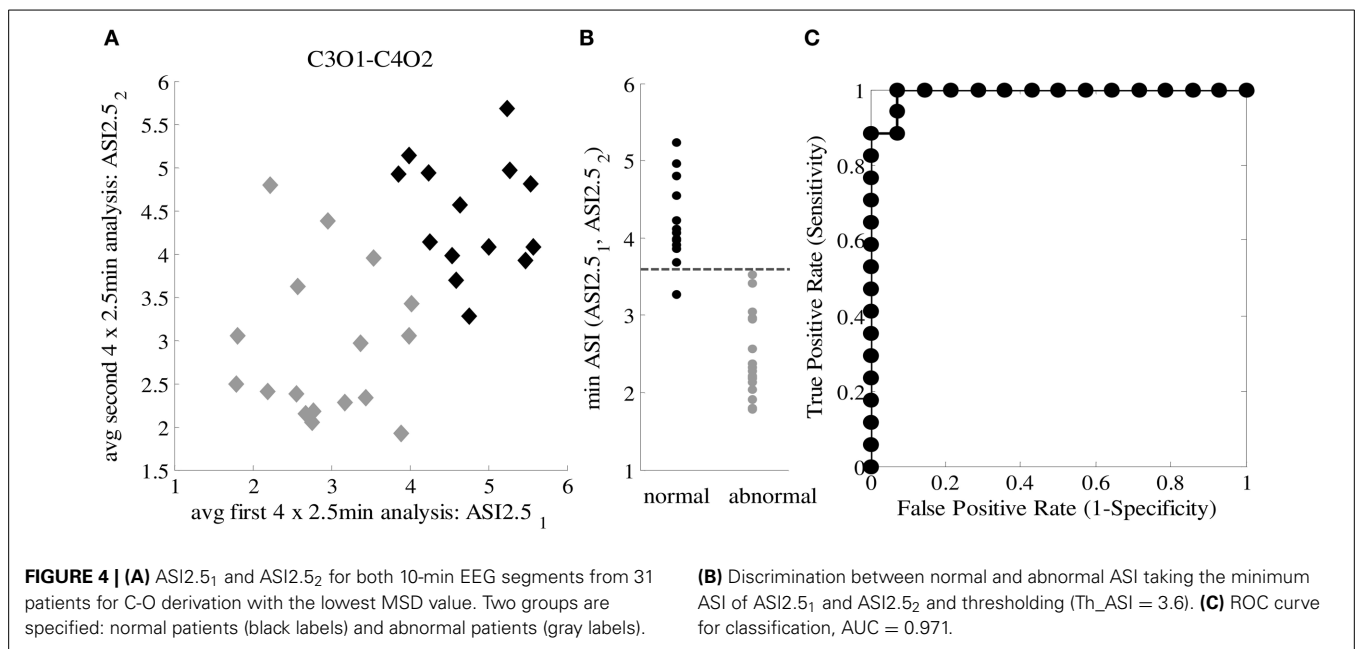 A
C3O1-C4O2
avg second 4 x 2.5min analysis: ASI2.5 2
6
5.5
5
4.5
4
3.5
3
2.5
2
1.5
1 2 3 4 5 6
avg first 4 x 2.5min analysis: ASI2.5 1
B
min ASI (ASI2.5 1, ASI2.5 2)
6
5
4
3
2
1
normal abnormal
C
True Positive Rate (Sensitivity)
1
0.8
0.6
0.4
0.2
0
0 0.2 0.4 0.6 0.8 1
False Positive Rate (1-Specificity)
FIGURE 4 | (A) ASI2.5₁ and ASI2.5₂ for both 10-min EEG segments from 31
patients for C-O derivation with the lowest MSD value. Two groups are
specified: normal patients (black labels) and abnormal patients (gray labels).
(B) Discrimination between normal and abnormal ASI taking the minimum
ASI of ASI2.5₁ and ASI2.5₂ and thresholding (Th_ASI = 3.6). (C) ROC curve
for classification, AUC = 0.971.